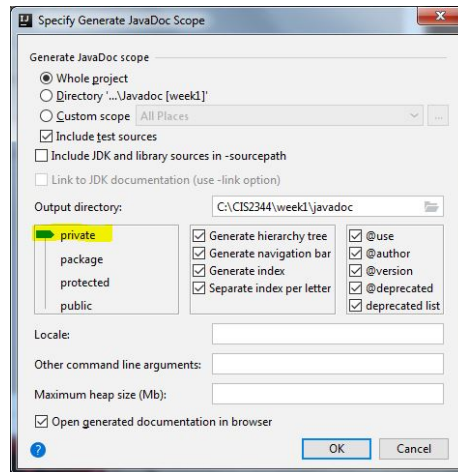 Specify Generate JavaDoc Scope
Generate JavaDoc scope
Whole project
Directory '...\Javadoc [week1]'
Custom scope All Places ...
Include test sources
Include JDK and library sources in -sourcepath
Link to JDK documentation (use -link option)
Output directory: C:\CIS2344\week1\javadoc
private
package
protected
public
Generate hierarchy tree
Generate navigation bar
Generate index
Separate index per letter
@use
@author
@version
@deprecated
deprecated list
Locale:
Other command line arguments:
Maximum heap size (Mb):
Open generated documentation in browser
? OK Cancel